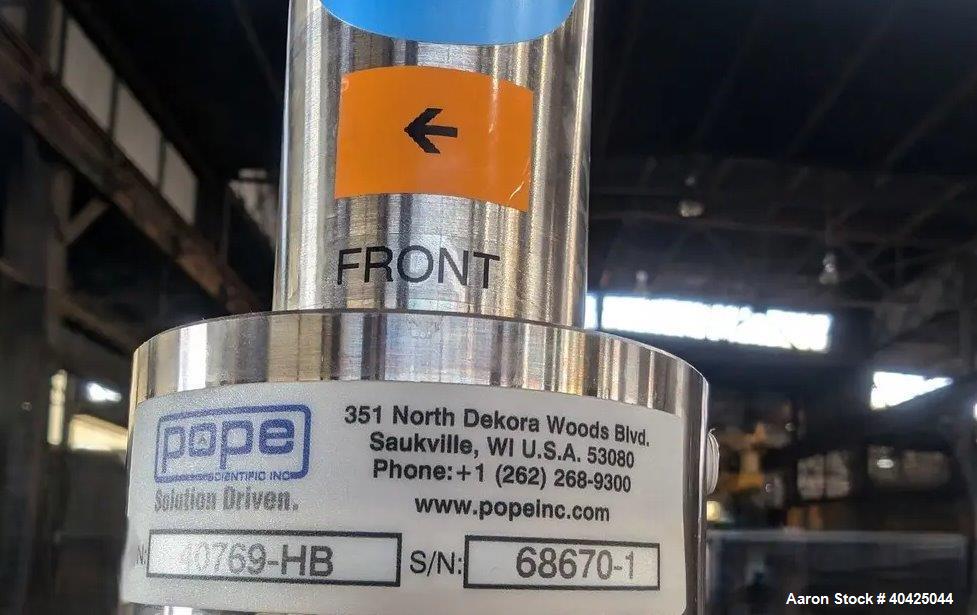 FRONT
pope
SCIENTIFIC INC
Solution Driven.
351 North Dekora Woods Blvd.
Saukville, WI U.S.A. 53080
Phone:+1 (262) 268-9300
www.popeinc.com
N: 40769-HB S/N: 68670-1
Aaron Stock # 40425044